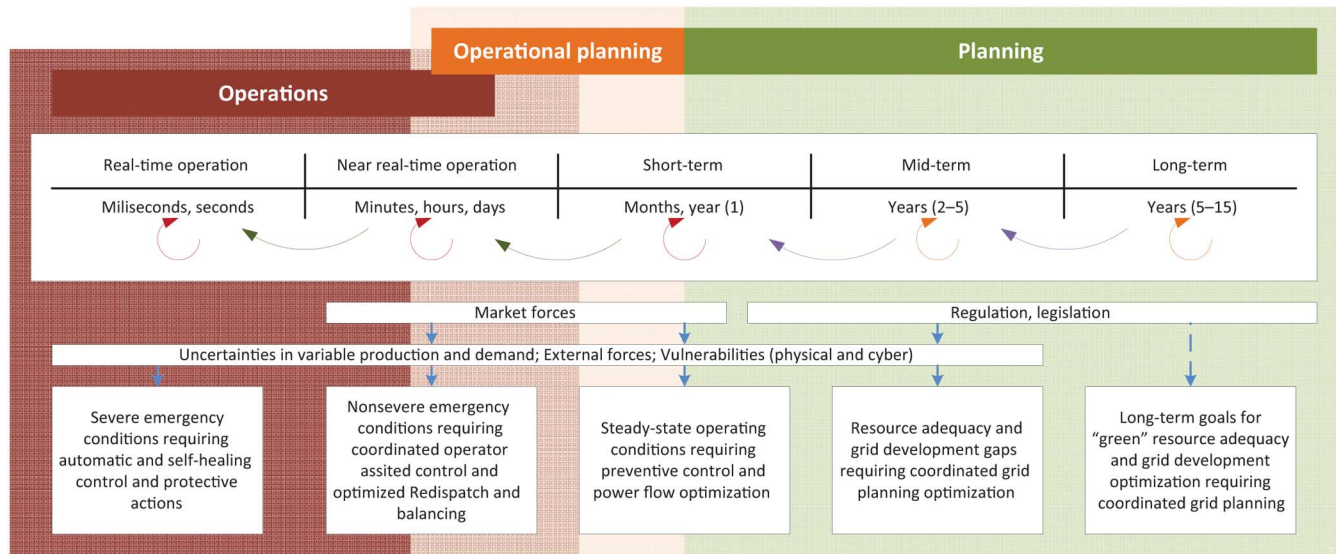 Operational planning
Planning
Operations
Real-time operation
Near real-time operation
Short-term
Mid-term
Long-term
Miliseconds, seconds
Minutes, hours, days
Months, year (1)
Years (2–5)
Years (5–15)
Market forces
Regulation, legislation
Uncertainties in variable production and demand; External forces; Vulnerabilities (physical and cyber)
Severe emergency
conditions requiring
automatic and self-healing
control and protective
actions
Nonsevere emergency
conditions requiring
coordinated operator
assited control and
optimized Redispatch and
balancing
Steady-state operating
conditions requiring
preventive control and
power flow optimization
Resource adequacy and
grid development gaps
requiring coordinated grid
planning optimization
Long-term goals for
“green” resource adequacy
and grid development
optimization requiring
coordinated grid planning